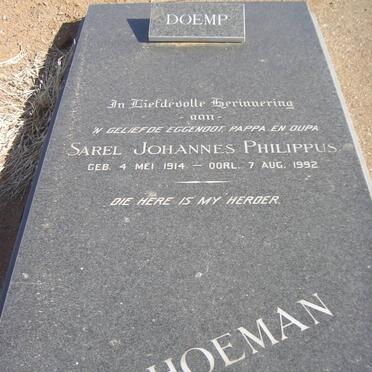 DOEMP
In Liefdevolle Herinnering
- aan -
'N GELIEFDE EGGENOOT, PAPPA EN OUPA
SAREL JOHANNES PHILIPPUS
GEB. 4 MEI 1914 – OORL. 7 AUG. 1992
DIE HERE IS MY HERDER.
HOEMAN